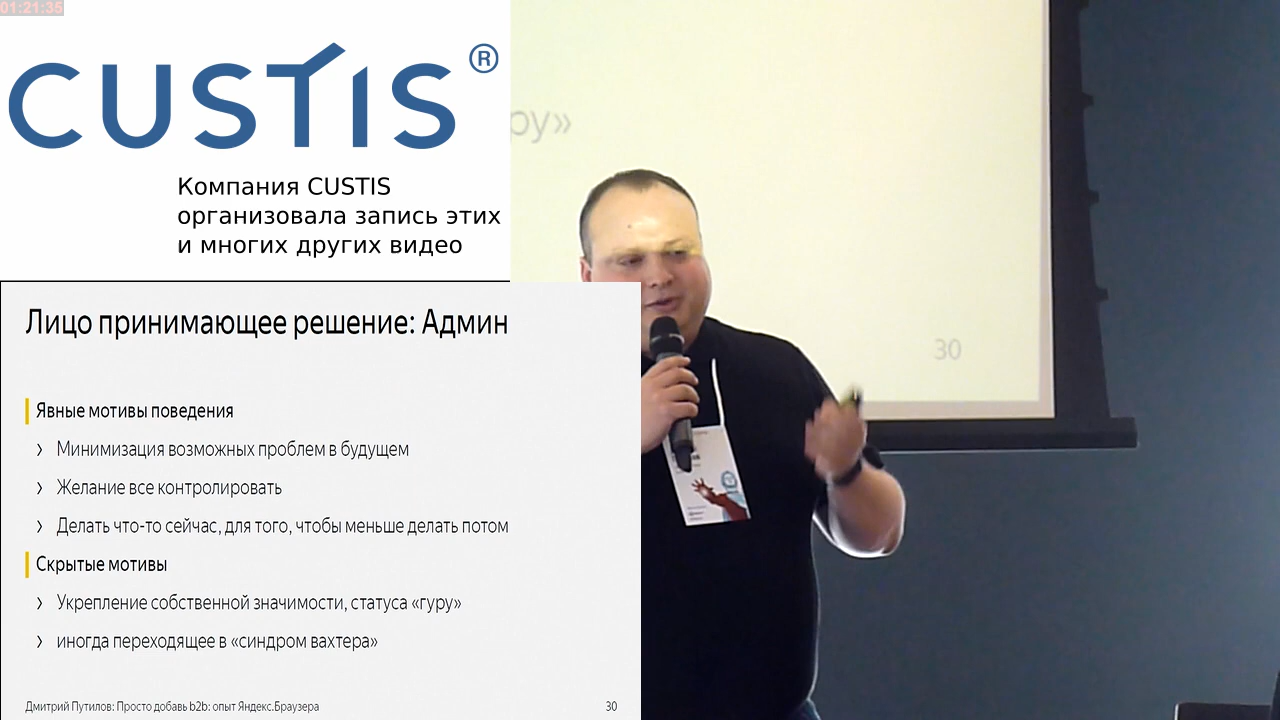 01:21:35
CUSTIS®
Компания CUSTIS
организовала запись этих
и многих других видео
ру»
30
Лицо принимающее решение: Админ
Явные мотивы поведения
› Минимизация возможных проблем в будущем
› Желание все контролировать
› Делать что-то сейчас, для того, чтобы меньше делать потом
Скрытые мотивы
› Укрепление собственной значимости, статуса «гуру»
› иногда переходящее в «синдром вахтера»
Дмитрий Путилов: Просто добавь b2b: опыт Яндекс.Браузера
30